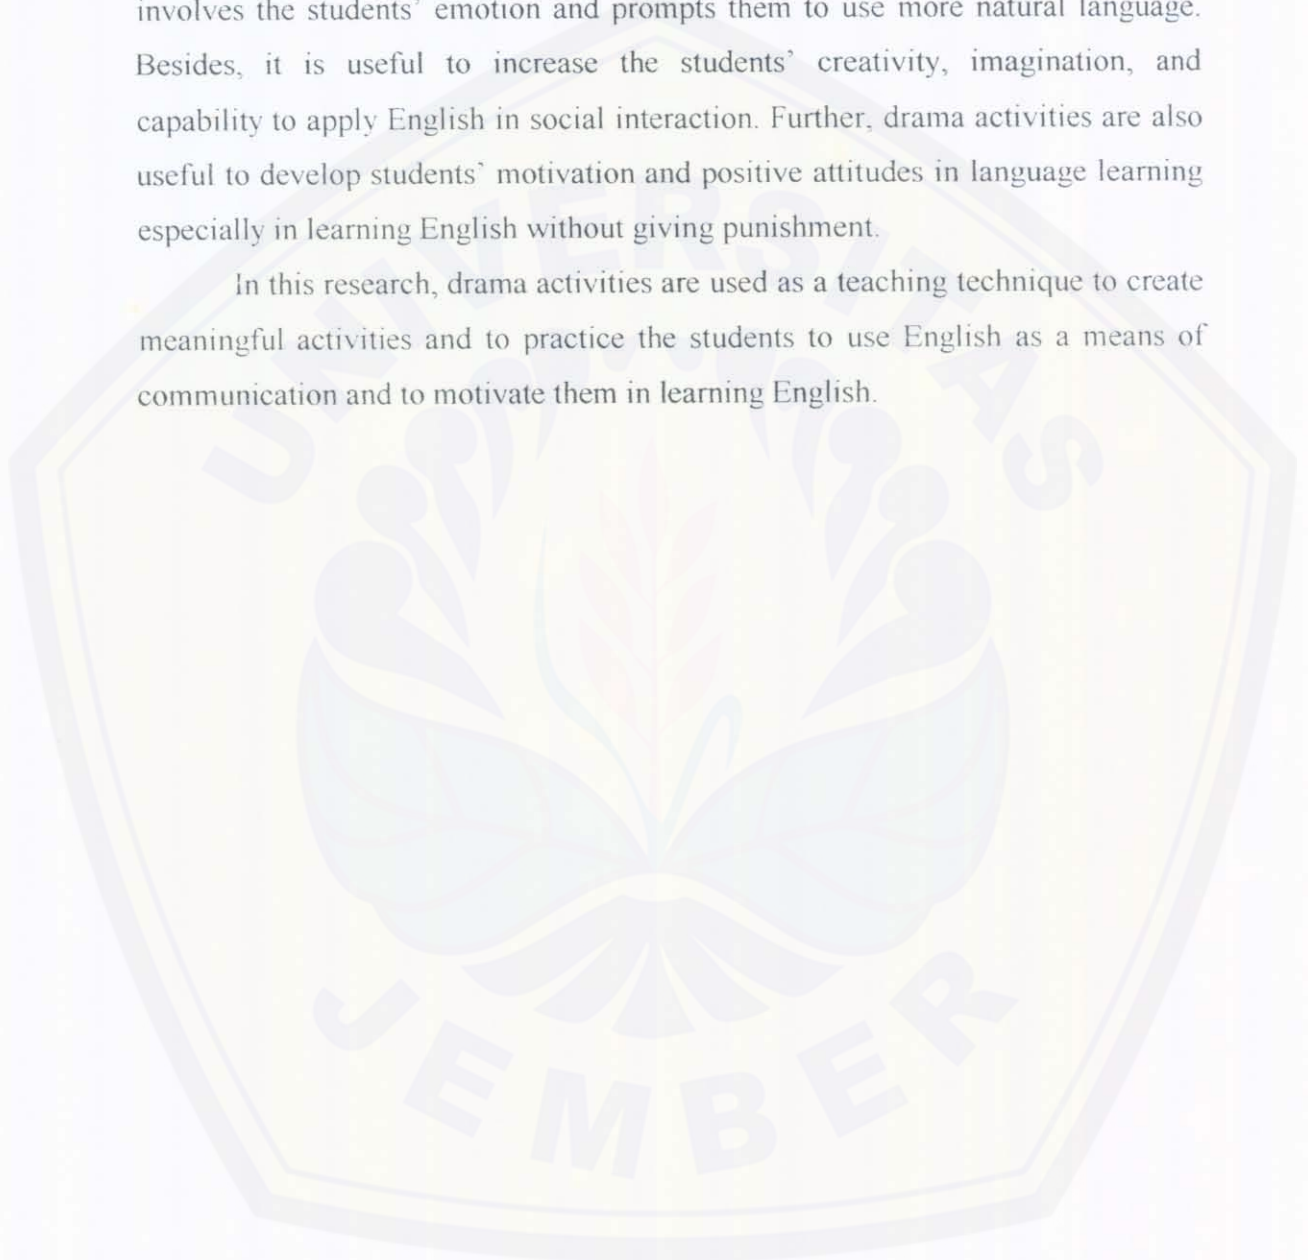 involves the students' emotion and prompts them to use more natural language.
Besides, it is useful to increase the students' creativity, imagination, and
capability to apply English in social interaction. Further, drama activities are also
useful to develop students' motivation and positive attitudes in language learning
especially in learning English without giving punishment.
In this research, drama activities are used as a teaching technique to create
meaningful activities and to practice the students to use English as a means of
communication and to motivate them in learning English.
UNIVERSITAS
JEMBER